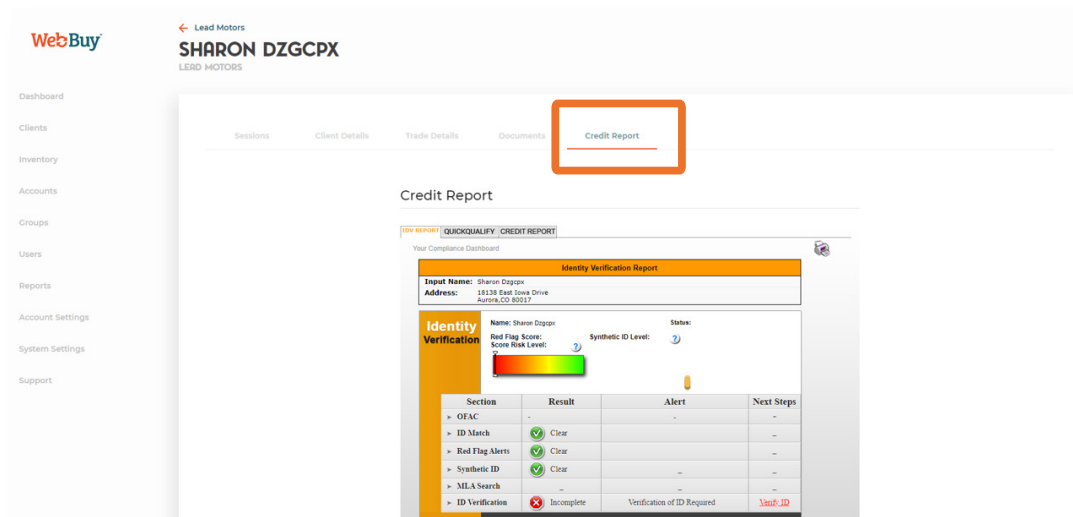 WebBuy
← Lead Motors
SHARON DZGCPX
LEAD MOTORS
Dashboard
Clients
Inventory
Accounts
Groups
Users
Reports
Account Settings
System Settings
Support
Sessions Client Details Trade Details Documents Credit Report
Credit Report
IDV REPORT QUICKQUALIFY CREDIT REPORT
Your Compliance Dashboard
Identity Verification Report
Input Name: Sharon Dzgcpx
Address: 18138 East Iowa Drive
Aurora,CO 80017
Identity
Verification
Name: Sharon Dzgcpx Status:
Red Flag Score: Synthetic ID Level: ?
Score Risk Level: ?
Section Result Alert Next Steps
► OFAC - - -
► ID Match Clear _
► Red Flag Alerts Clear _
► Synthetic ID Clear _ _
► MLA Search _ _ _
► ID Verification Incomplete Verification of ID Required Verify ID